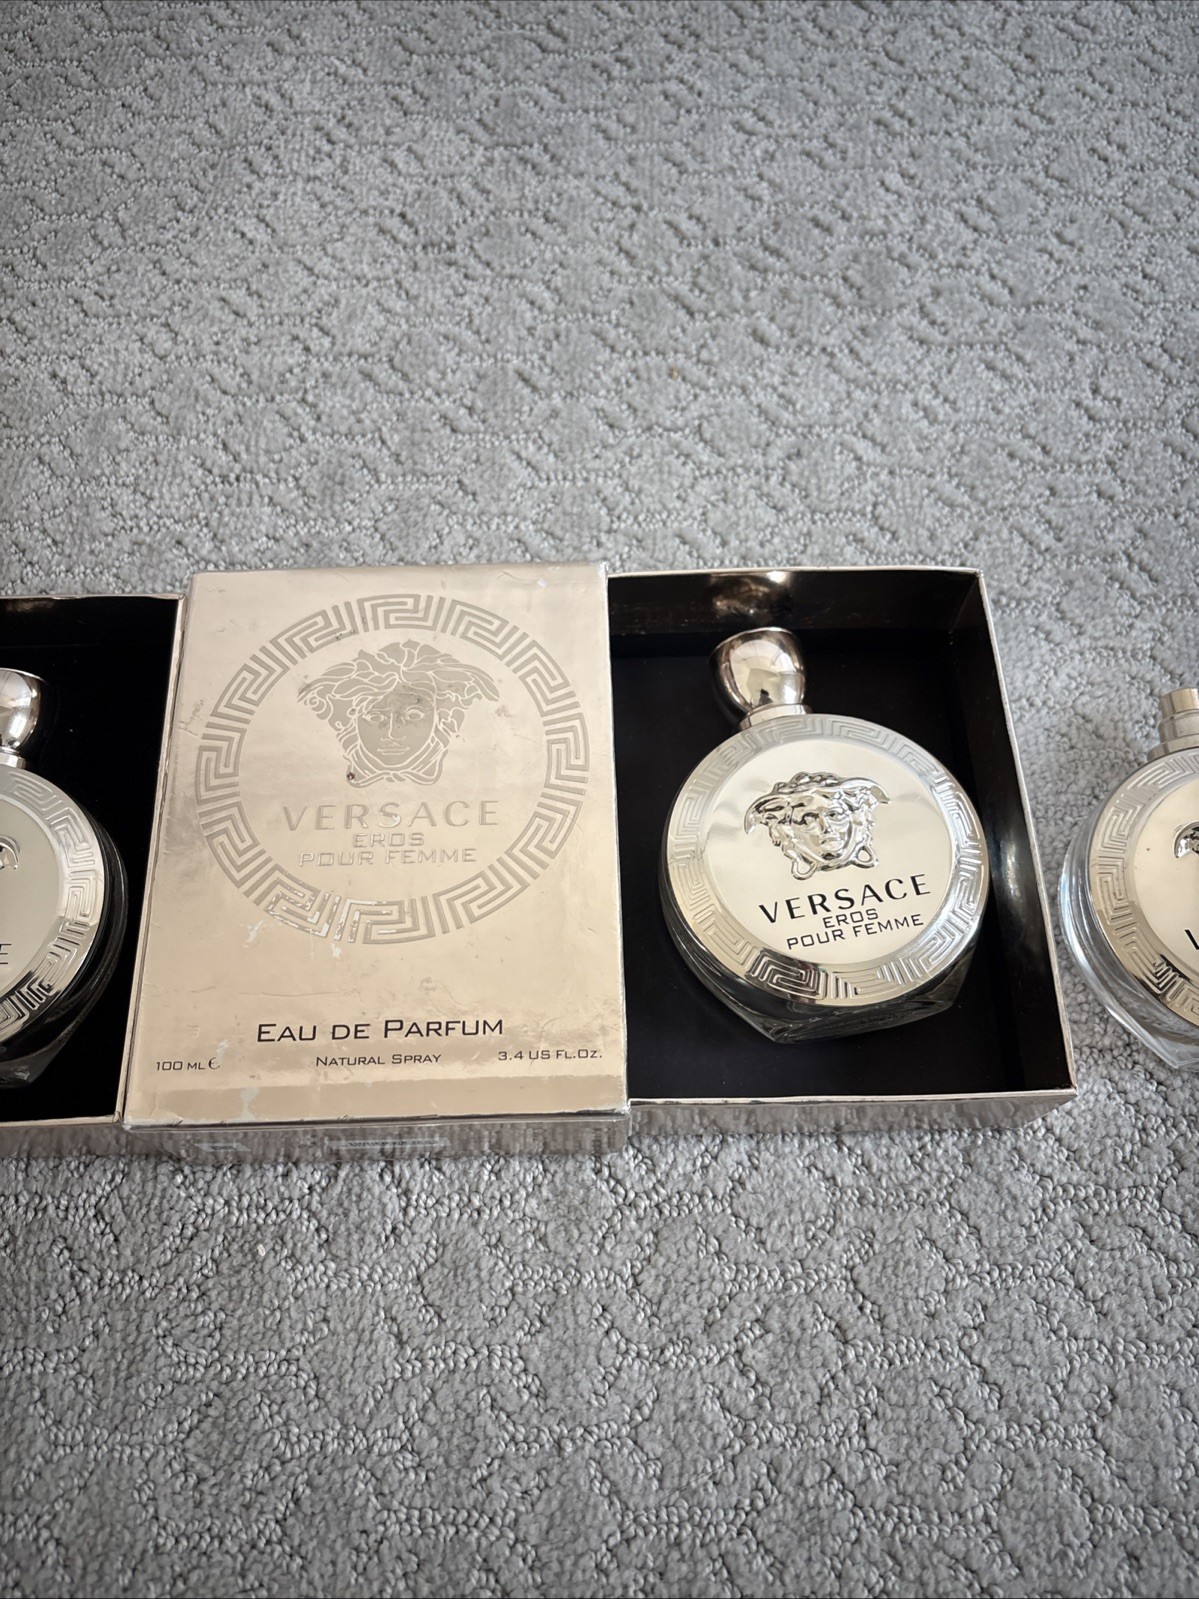 VERSACE
EROS
POUR FEMME
EAU DE PARFUM
100 ML℮ NATURAL SPRAY 3.4 US FL.OZ.
VERSACE
EROS
POUR FEMME
E
V